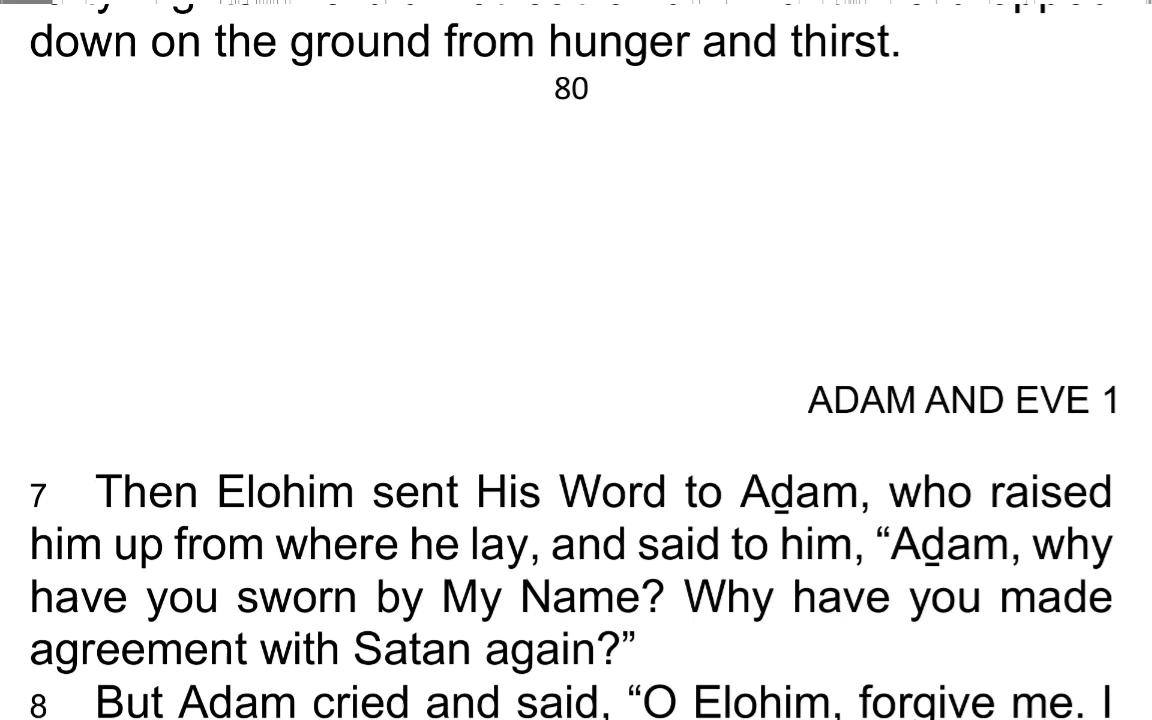 down on the ground from hunger and thirst.
80
ADAM AND EVE 1
7 Then Elohim sent His Word to Aḏam, who raised
him up from where he lay, and said to him, “Aḏam, why
have you sworn by My Name? Why have you made
agreement with Satan again?”
8 But Adam cried and said, “O Elohim, forgive me. I